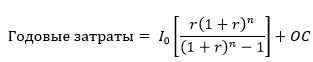 Годовые затраты = I₀ [ r(1 + r)ⁿ / (1 + r)ⁿ − 1 ] + OC